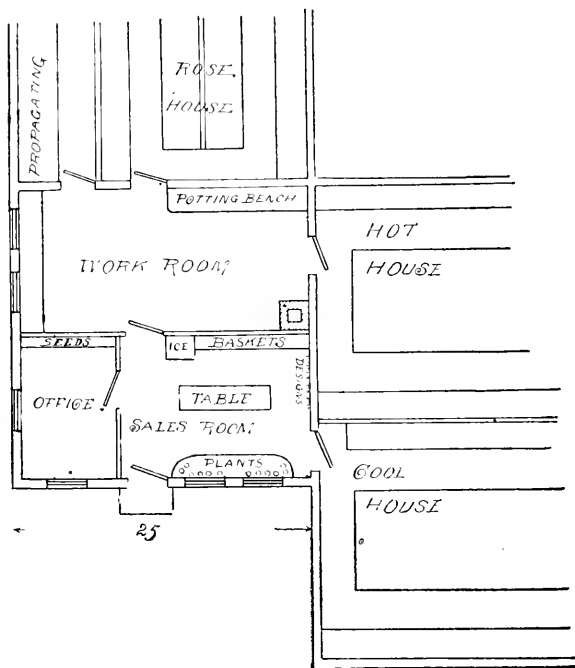 PROPAGATING
ROSE
HOUSE
POTTING BENCH
HOT
HOUSE
WORK ROOM
SEEDS
ICE
BASKETS
DESIGNS
OFFICE
TABLE
SALES ROOM
PLANTS
COOL
HOUSE
25